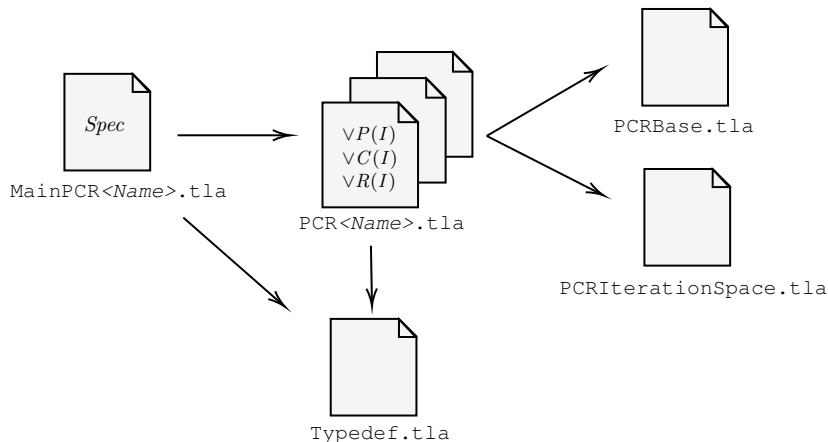 Spec
MainPCR<Name>.tla
∨P(I)
∨C(I)
∨R(I)
PCR<Name>.tla
PCRBase.tla
PCRIterationSpace.tla
Typedef.tla